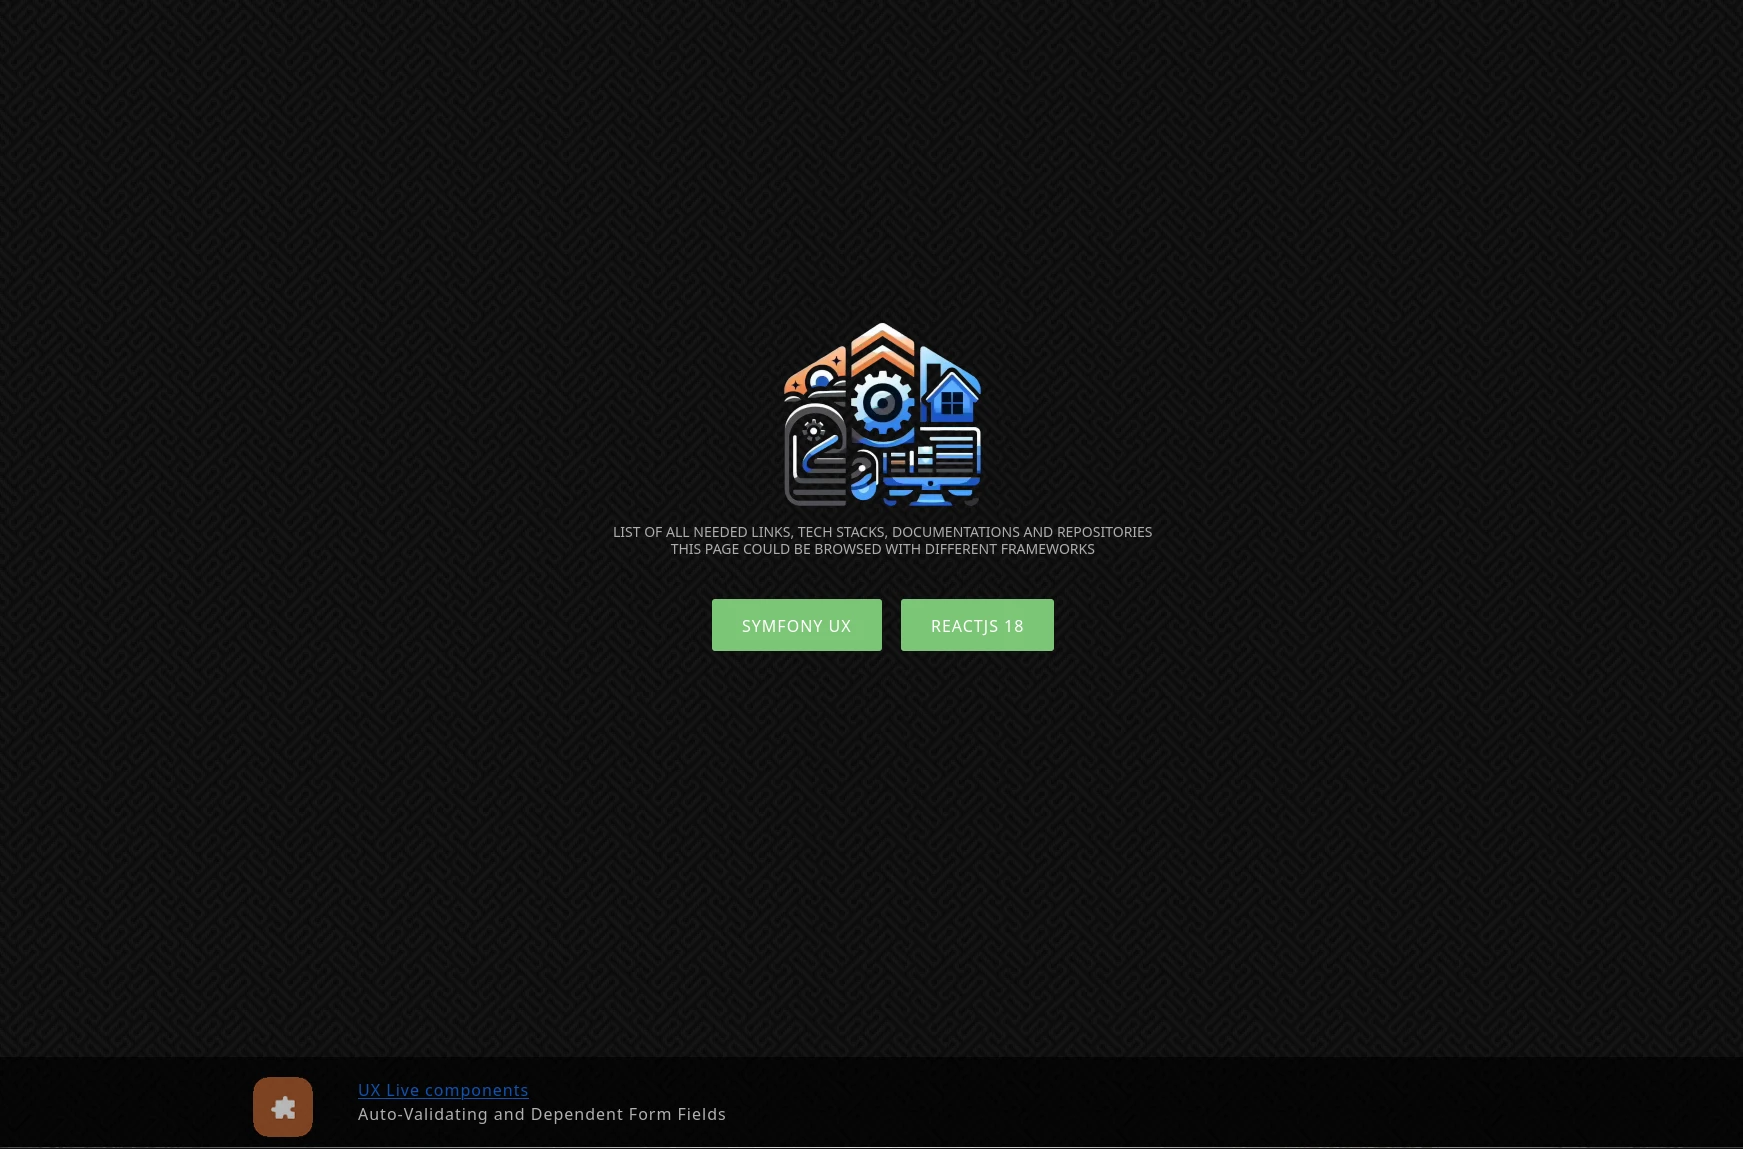 LIST OF ALL NEEDED LINKS, TECH STACKS, DOCUMENTATIONS AND REPOSITORIES
THIS PAGE COULD BE BROWSED WITH DIFFERENT FRAMEWORKS
SYMFONY UX
REACTJS 18
UX Live components
Auto-Validating and Dependent Form Fields